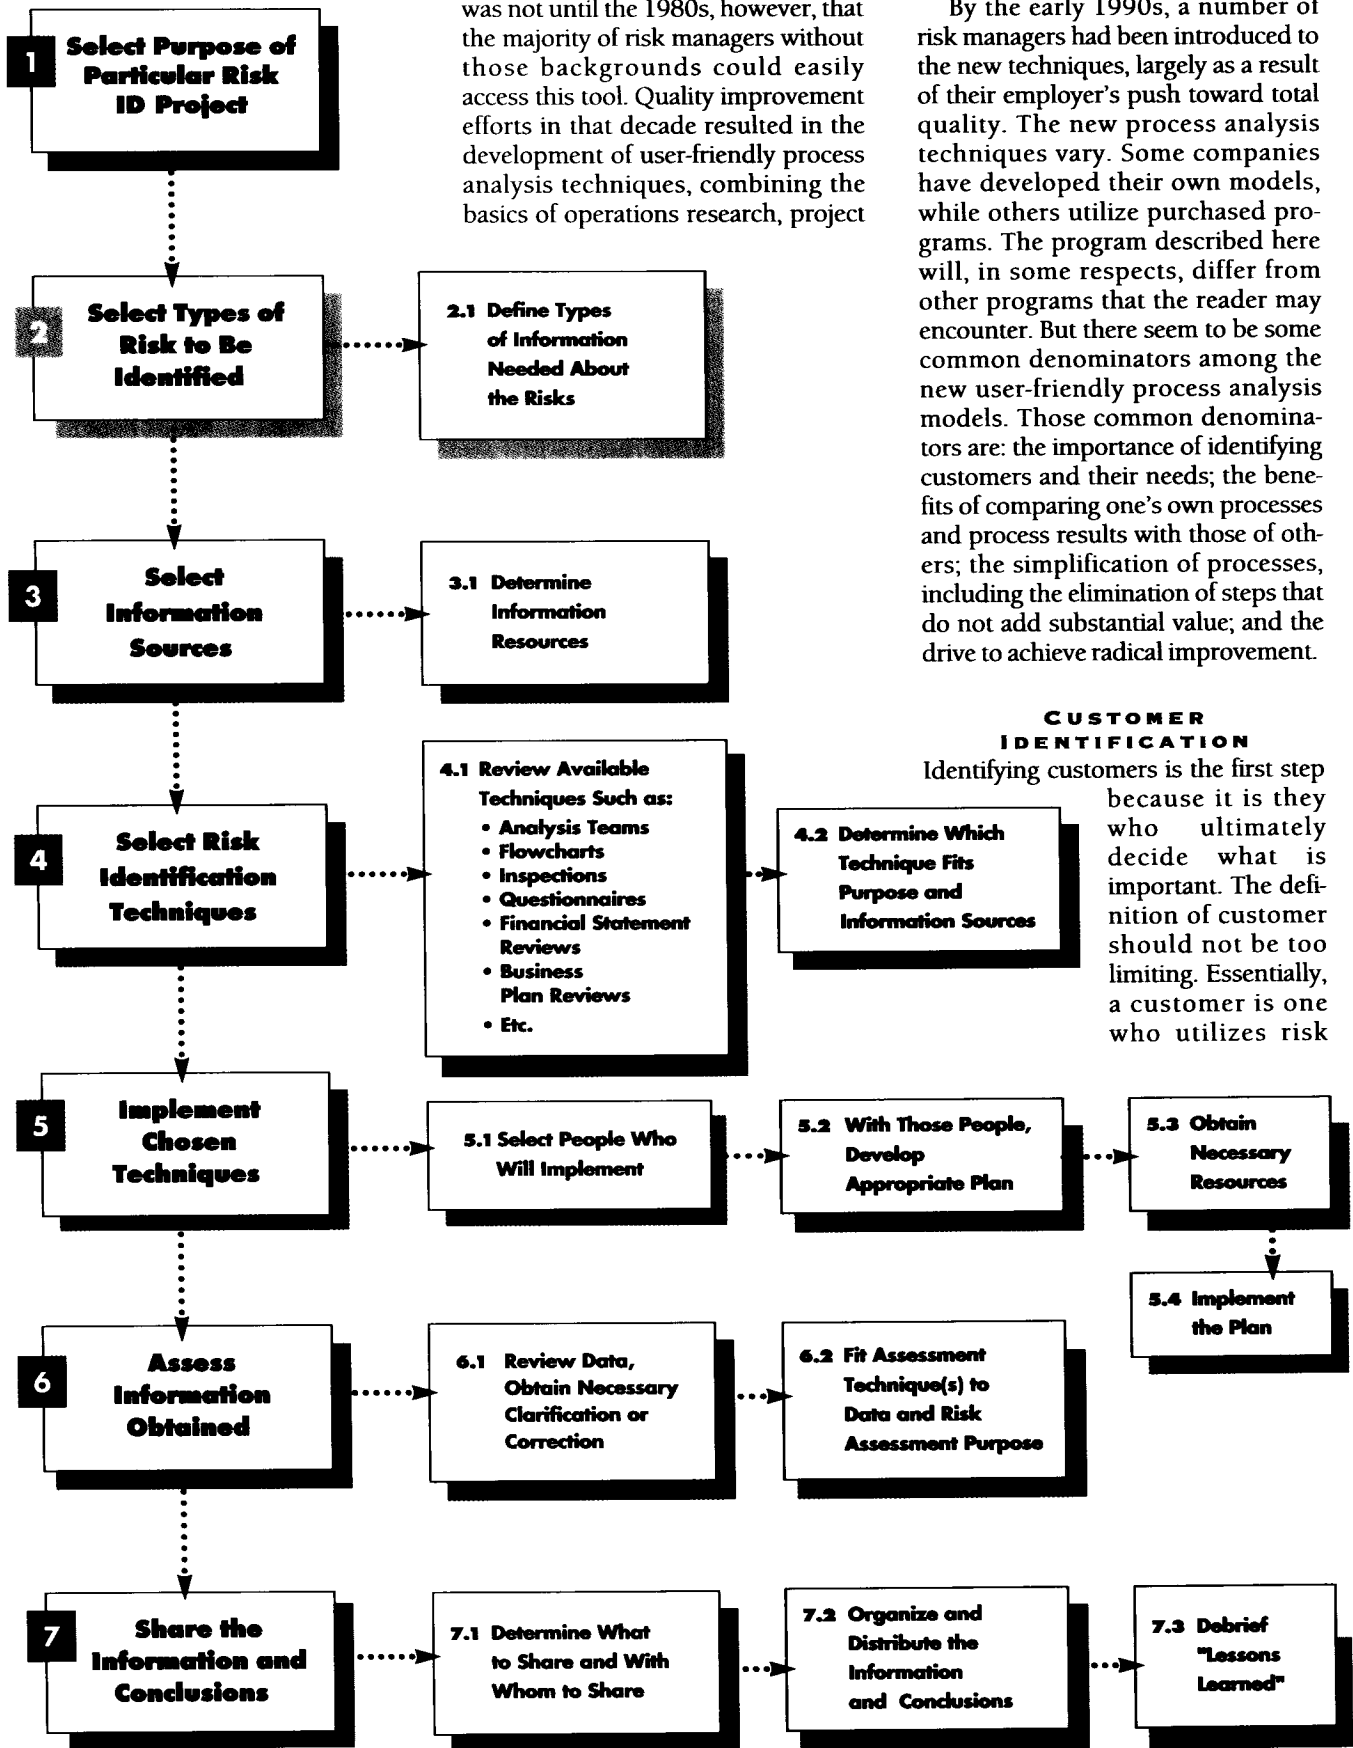 was not until the 1980s, however, that
the majority of risk managers without
those backgrounds could easily
access this tool. Quality improvement
efforts in that decade resulted in the
development of user-friendly process
analysis techniques, combining the
basics of operations research, project
By the early 1990s, a number of
risk managers had been introduced to
the new techniques, largely as a result
of their employer's push toward total
quality. The new process analysis
techniques vary. Some companies
have developed their own models,
while others utilize purchased pro-
grams. The program described here
will, in some respects, differ from
other programs that the reader may
encounter. But there seem to be some
common denominators among the
new user-friendly process analysis
models. Those common denomina-
tors are: the importance of identifying
customers and their needs; the bene-
fits of comparing one's own processes
and process results with those of oth-
ers; the simplification of processes,
including the elimination of steps that
do not add substantial value; and the
drive to achieve radical improvement.
CUSTOMER
IDENTIFICATION
Identifying customers is the first step
because it is they
who ultimately
decide what is
important. The defi-
nition of customer
should not be too
limiting. Essentially,
a customer is one
who utilizes risk
1 Select Purpose of
Particular Risk
ID Project
2 Select Types of
Risk to Be
Identified
2.1 Define Types
of Information
Needed About
the Risks
3 Select
Information
Sources
3.1 Determine
Information
Resources
4 Select Risk
Identification
Techniques
4.1 Review Available
Techniques Such as:
• Analysis Teams
• Flowcharts
• Inspections
• Questionnaires
• Financial Statement
Reviews
• Business
Plan Reviews
• Etc.
4.2 Determine Which
Technique Fits
Purpose and
Information Sources
5 Implement
Chosen
Techniques
5.1 Select People Who
Will Implement
5.2 With Those People,
Develop
Appropriate Plan
5.3 Obtain
Necessary
Resources
5.4 Implement
the Plan
6 Assess
Information
Obtained
6.1 Review Data,
Obtain Necessary
Clarification or
Correction
6.2 Fit Assessment
Technique(s) to
Data and Risk
Assessment Purpose
7 Share the
Information and
Conclusions
7.1 Determine What
to Share and With
Whom to Share
7.2 Organize and
Distribute the
Information
and Conclusions
7.3 Debrief
"Lessons
Learned"